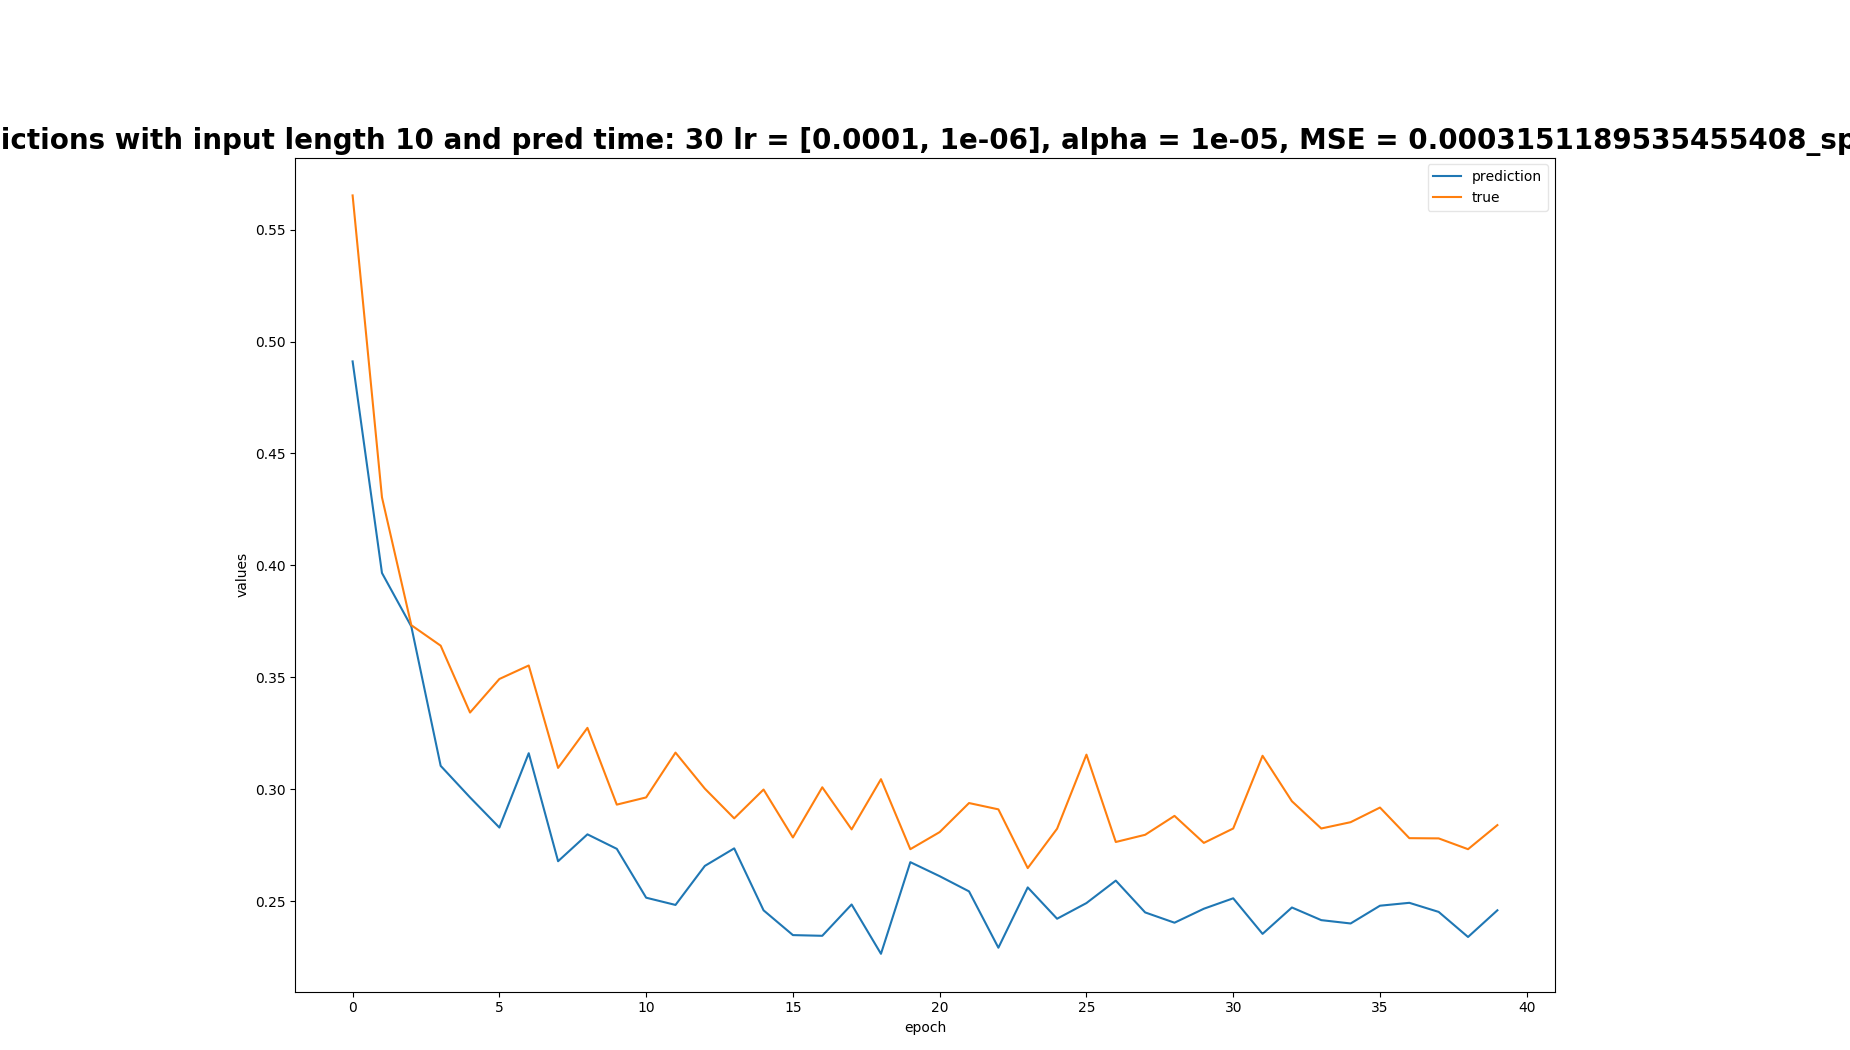 ictions with input length 10 and pred time: 30 lr = [0.0001, 1e-06], alpha = 1e-05, MSE = 0.0003151189535455408_sp
prediction
true
0.55
0.50
0.45
0.40
0.35
0.30
0.25
values
0 5 10 15 20 25 30 35 40
epoch